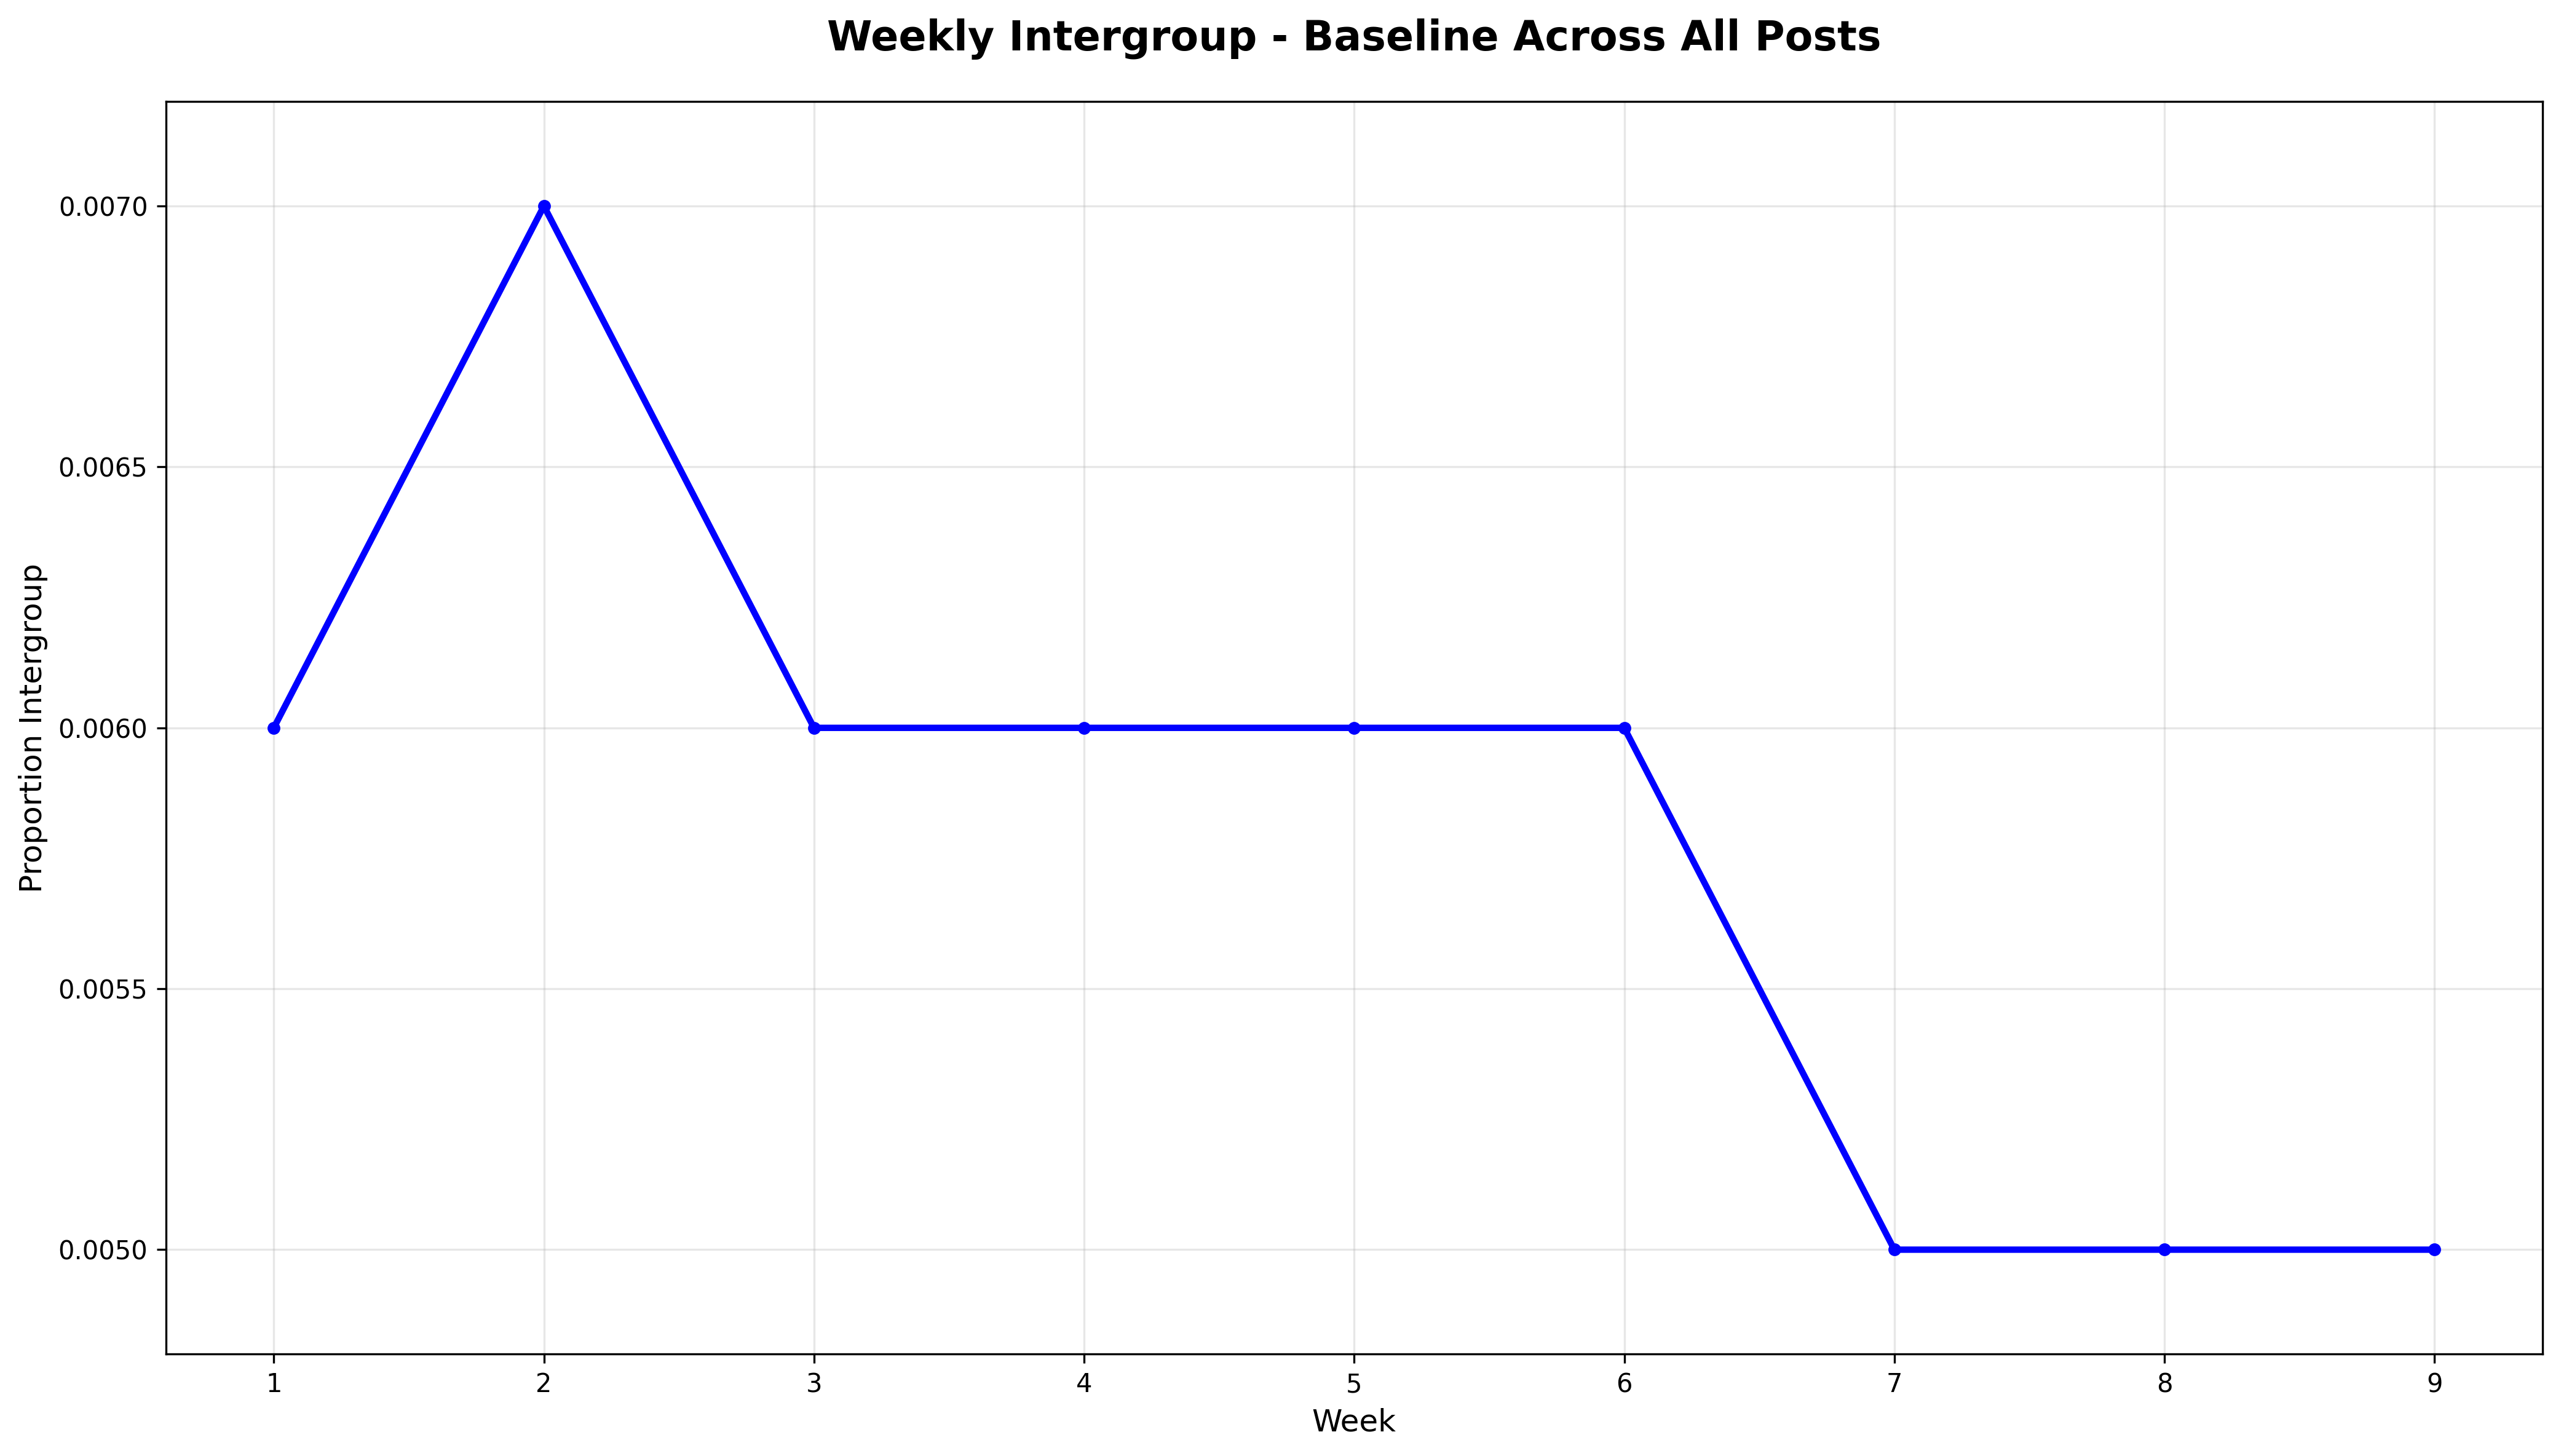 Weekly Intergroup - Baseline Across All Posts
Proportion Intergroup
0.0070
0.0065
0.0060
0.0055
0.0050
1 2 3 4 5 6 7 8 9
Week